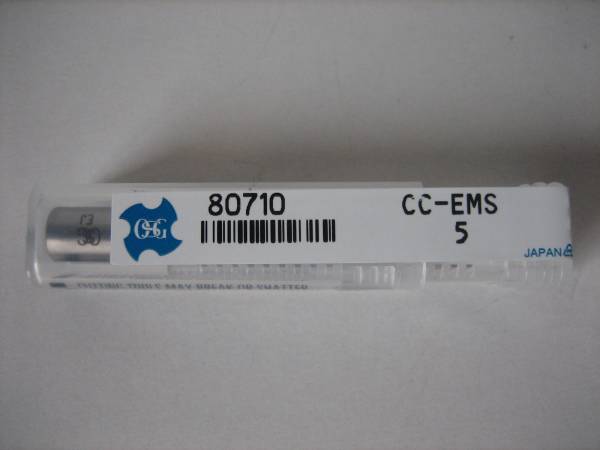 80710 CC-EMS
OSG 5
JAPAN
CUTTING TOOLS MAY BREAK OR SHATTER